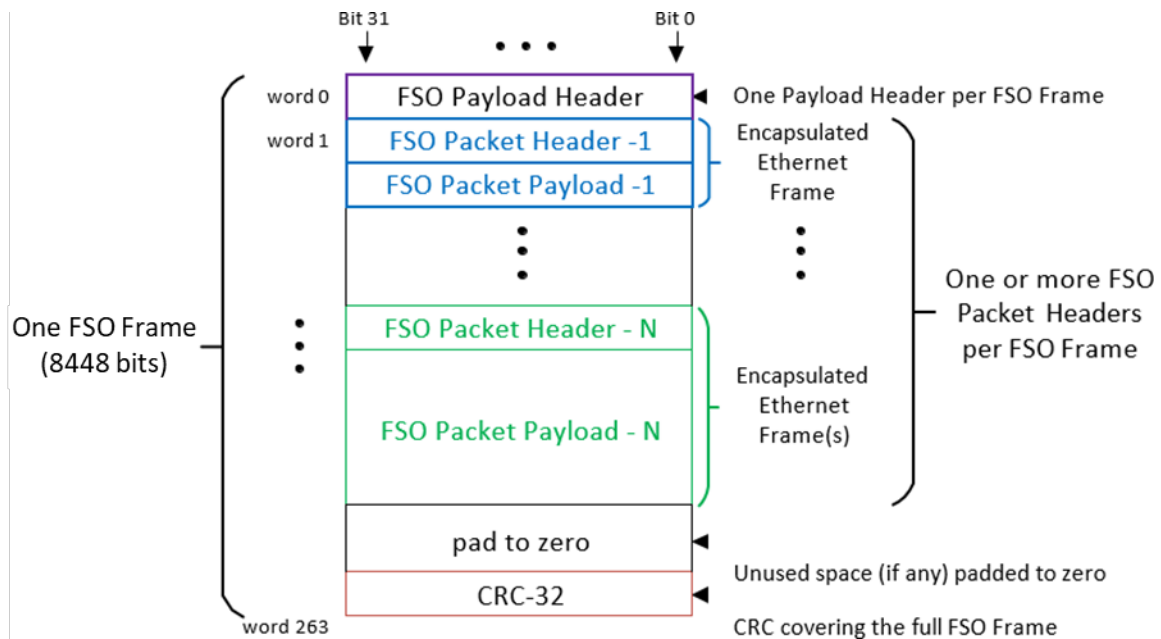 Bit 31
Bit 0
word 0
FSO Payload Header
One Payload Header per FSO Frame
word 1
FSO Packet Header -1
FSO Packet Payload -1
Encapsulated
Ethernet
Frame
One FSO Frame
(8448 bits)
FSO Packet Header - N
FSO Packet Payload - N
Encapsulated
Ethernet
Frame(s)
One or more FSO
Packet Headers
per FSO Frame
pad to zero
Unused space (if any) padded to zero
CRC-32
word 263
CRC covering the full FSO Frame